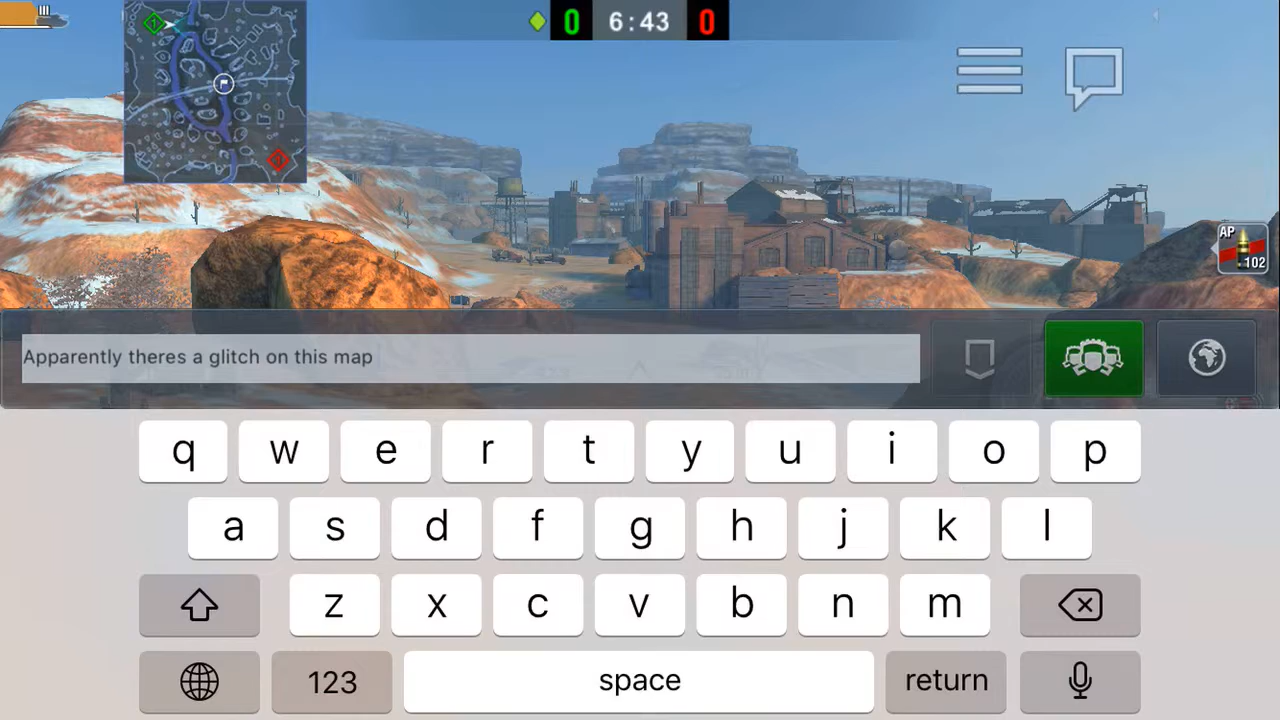 0 6:43 0
AP
102
Apparently theres a glitch on this map
q w e r t y u i o p
a s d f g h j k l
z x c v b n m
123 space return